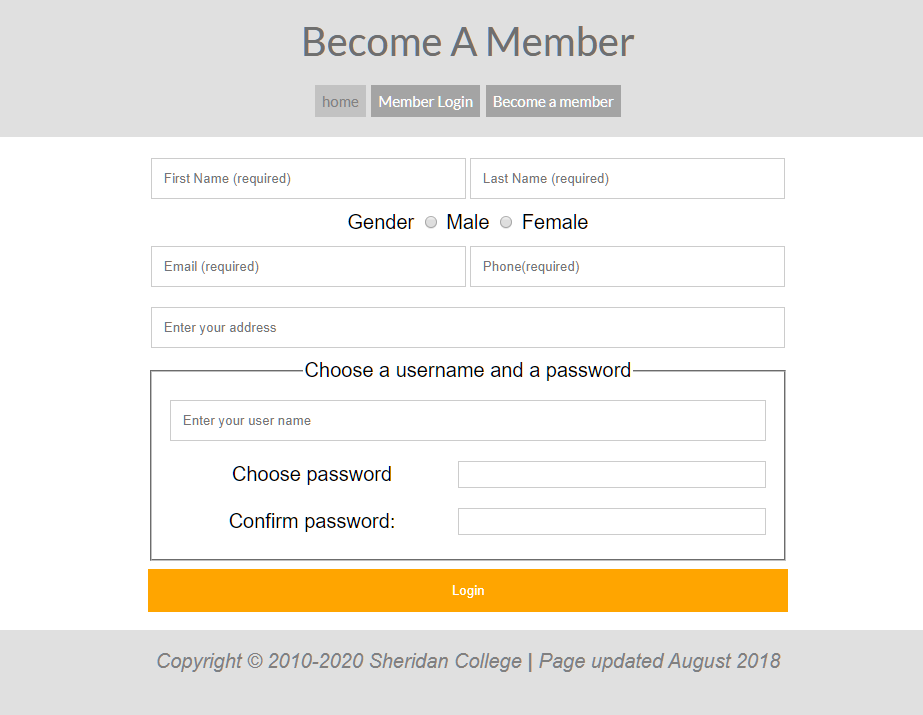 Become A Member
home Member Login Become a member
First Name (required) Last Name (required)
Gender Male Female
Email (required) Phone(required)
Enter your address
Choose a username and a password
Enter your user name
Choose password
Confirm password:
Login
Copyright © 2010-2020 Sheridan College | Page updated August 2018